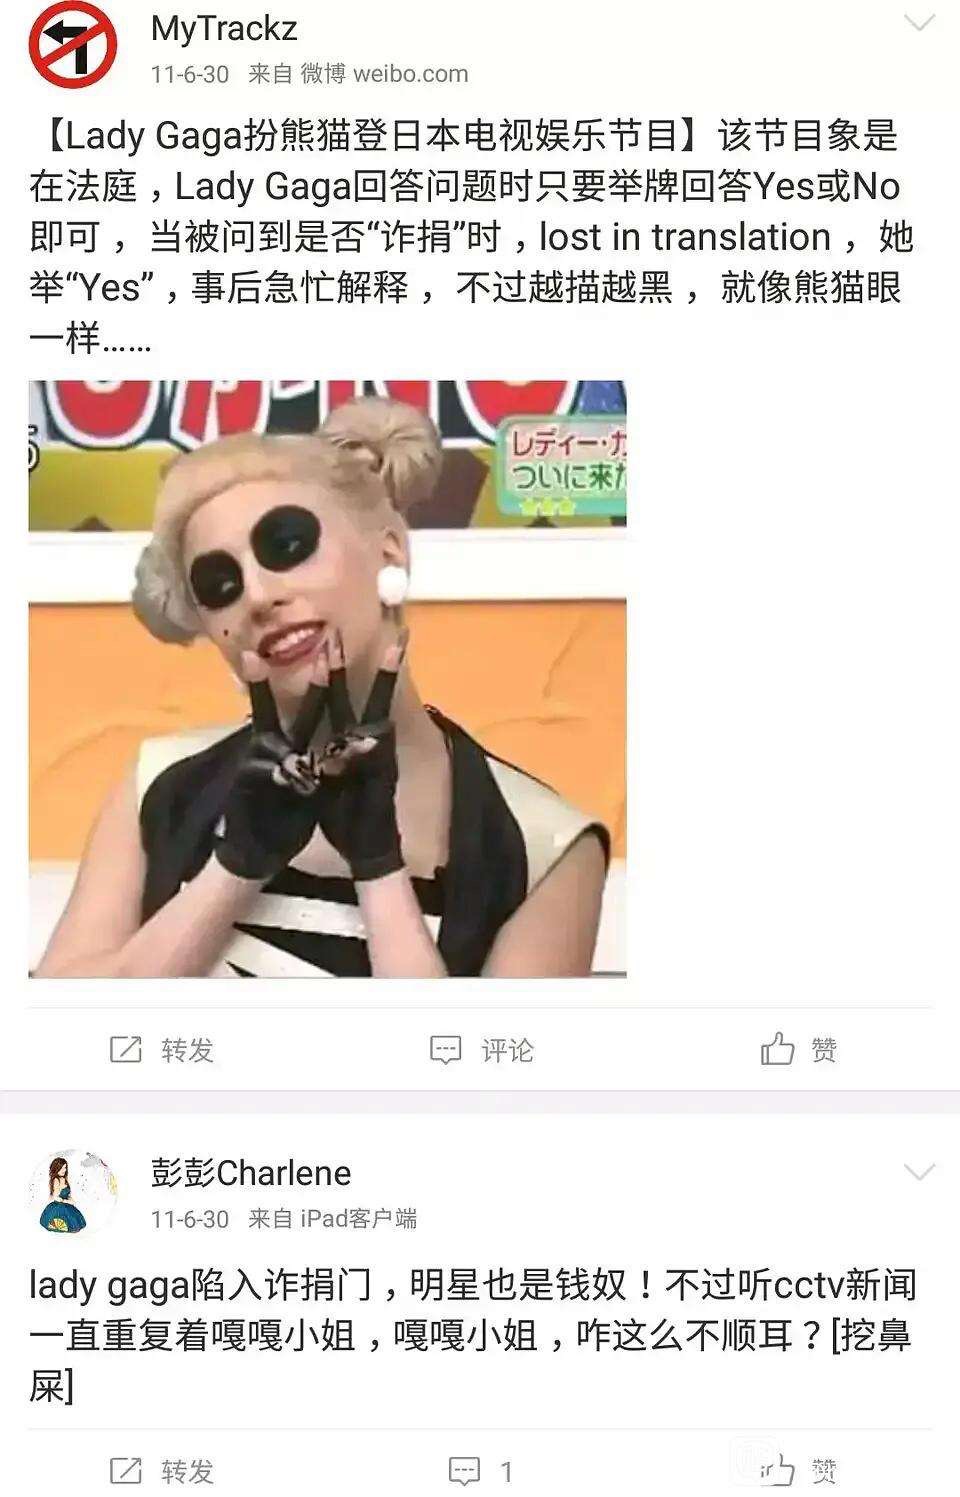 MyTrackz
11-6-30 来自 微博 weibo.com
【Lady Gaga扮熊猫登日本电视娱乐节目】该节目象是
在法庭，Lady Gaga回答问题时只要举牌回答Yes或No
即可，当被问到是否“诈捐”时，lost in translation，她
举“Yes”，事后急忙解释，不过越描越黑，就像熊猫眼
一样……
レディー・ガ
ついに来た
转发 评论 赞
彭彭Charlene
11-6-30 来自 iPad客户端
lady gaga陷入诈捐门，明星也是钱奴！不过听cctv新闻
一直重复着嘎嘎小姐，嘎嘎小姐，咋这么不顺耳？[挖鼻
屎]
转发 1 赞